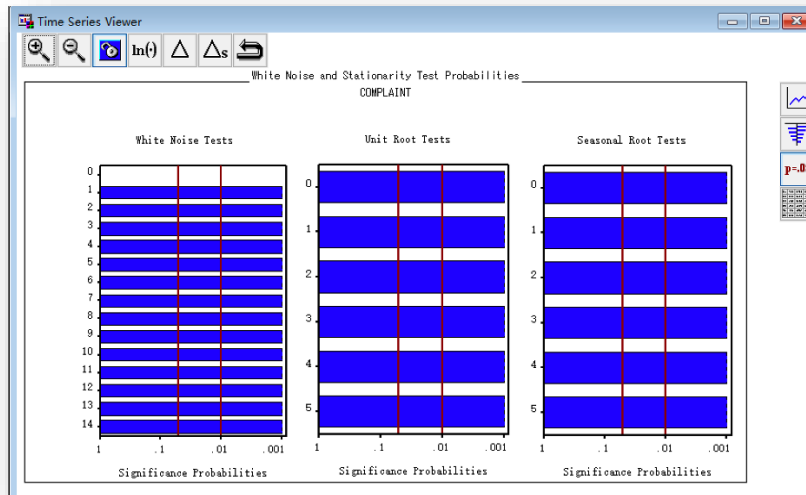 Time Series Viewer
ln(·) Δ Δs
White Noise and Stationarity Test Probabilities
COMPLAINT
White Noise Tests
0
1
2
3
4
5
6
7
8
9
10
11
12
13
14
1 .1 .01 .001
Significance Probabilities
Unit Root Tests
0
1
2
3
4
5
1 .1 .01 .001
Significance Probabilities
Seasonal Root Tests
0
1
2
3
4
5
1 .1 .01 .001
Significance Probabilities